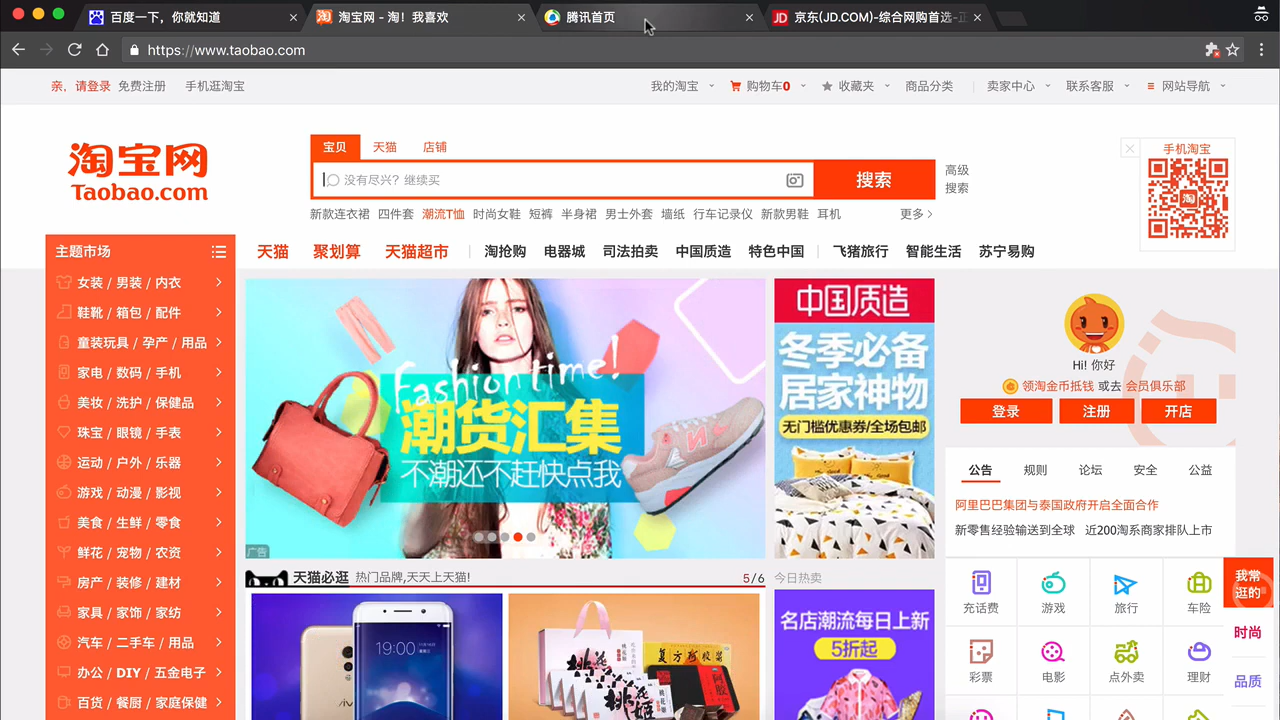 百度一下，你就知道
淘宝网 - 淘！我喜欢
腾讯首页
JD 京东(JD.COM)-综合网购首选-正
https://www.taobao.com
亲，请登录 免费注册 手机逛淘宝
我的淘宝 购物车0 收藏夹 商品分类 卖家中心 联系客服 网站导航
淘宝网
Taobao.com
宝贝 天猫 店铺
没有尽兴？继续买
搜索
高级
搜索
手机淘宝
淘
新款连衣裙 四件套 潮流T恤 时尚女鞋 短裤 半身裙 男士外套 墙纸 行车记录仪 新款男鞋 耳机 更多
主题市场
天猫 聚划算 天猫超市 淘抢购 电器城 司法拍卖 中国质造 特色中国 飞猪旅行 智能生活 苏宁易购
女装 / 男装 / 内衣
鞋靴 / 箱包 / 配件
童装玩具 / 孕产 / 用品
家电 / 数码 / 手机
美妆 / 洗护 / 保健品
珠宝 / 眼镜 / 手表
运动 / 户外 / 乐器
游戏 / 动漫 / 影视
美食 / 生鲜 / 零食
鲜花 / 宠物 / 农资
房产 / 装修 / 建材
家具 / 家饰 / 家纺
汽车 / 二手车 / 用品
办公 / DIY / 五金电子
百货 / 餐厨 / 家庭保健
Fashion time!
潮货汇集
不潮还不赶快点我
广告
中国质造
冬季必备
居家神物
无门槛优惠券/全场包邮
Hi! 你好
领淘金币抵钱 或去 会员俱乐部
登录 注册 开店
公告 规则 论坛 安全 公益
阿里巴巴集团与泰国政府开启全面合作
新零售经验输送到全球 近200淘系商家排队上市
天猫必逛 热门品牌,天天上天猫! 5/6
今日热卖
19:00
名店潮流每日上新
5折起
充话费 游戏 旅行 车险
彩票 电影 点外卖 理财
我常
逛的
时尚
品质